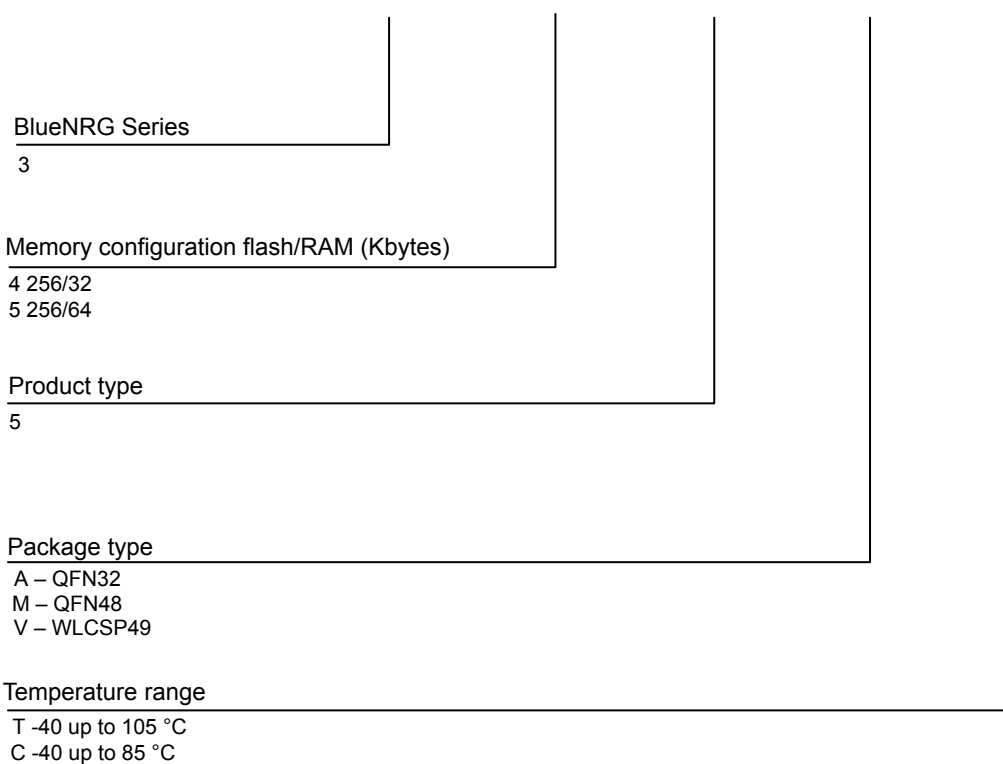 BlueNRG Series
3
Memory configuration flash/RAM (Kbytes)
4 256/32
5 256/64
Product type
5
Package type
A – QFN32
M – QFN48
V – WLCSP49
Temperature range
T -40 up to 105 °C
C -40 up to 85 °C